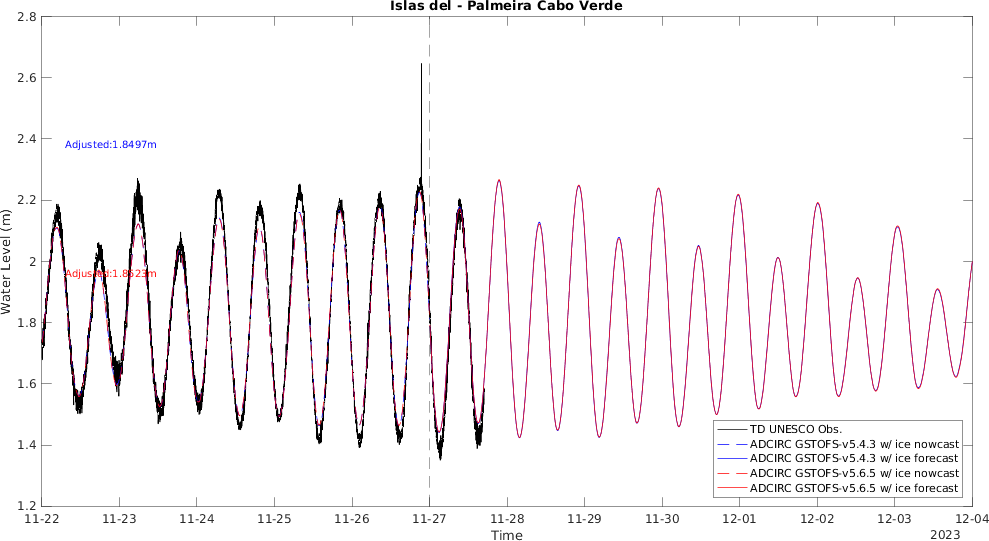 Islas del - Palmeira Cabo Verde
Water Level (m)
2.8
2.6
2.4
2.2
2
1.8
1.6
1.4
1.2
Adjusted:1.8497m
Adjusted:1.8523m
TD UNESCO Obs.
ADCIRC GSTOFS-v5.4.3 w/ ice nowcast
ADCIRC GSTOFS-v5.4.3 w/ ice forecast
ADCIRC GSTOFS-v5.6.5 w/ ice nowcast
ADCIRC GSTOFS-v5.6.5 w/ ice forecast
11-22 11-23 11-24 11-25 11-26 11-27 11-28 11-29 11-30 12-01 12-02 12-03 12-04
Time
2023